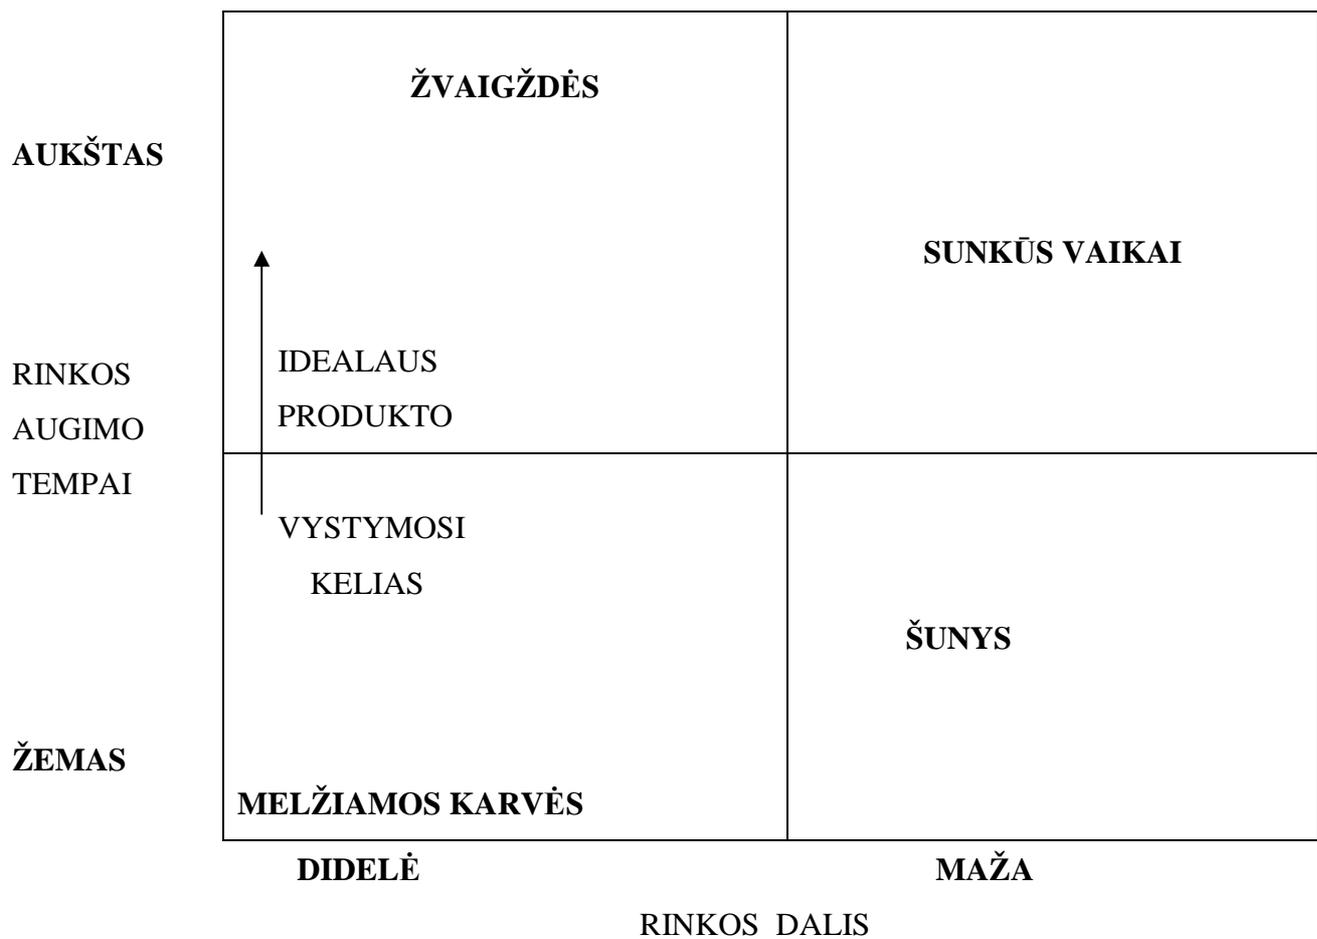 ŽVAIGŽDĖS
AUKŠTAS
SUNKŪS VAIKAI
RINKOS
AUGIMO
TEMPAI
IDEALAUS
PRODUKTO
VYSTYMOSI
KELIAS
ŠUNYS
ŽEMAS
MELŽIAMOS KARVĖS
DIDELĖ
MAŽA
RINKOS DALIS